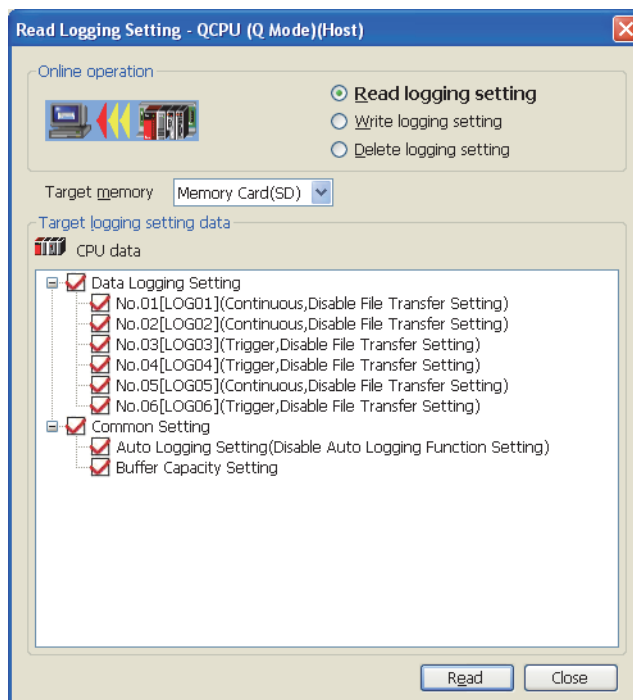 Read Logging Setting - QCPU (Q Mode)(Host)
Online operation
Read logging setting
Write logging setting
Delete logging setting
Target memory Memory Card(SD)
Target logging setting data
CPU data
Data Logging Setting
No.01[LOG01](Continuous,Disable File Transfer Setting)
No.02[LOG02](Continuous,Disable File Transfer Setting)
No.03[LOG03](Trigger,Disable File Transfer Setting)
No.04[LOG04](Trigger,Disable File Transfer Setting)
No.05[LOG05](Continuous,Disable File Transfer Setting)
No.06[LOG06](Trigger,Disable File Transfer Setting)
Common Setting
Auto Logging Setting(Disable Auto Logging Function Setting)
Buffer Capacity Setting
Read Close